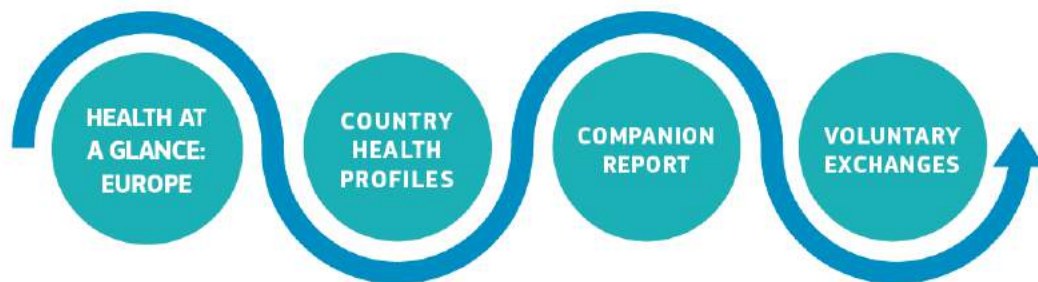 HEALTH AT
A GLANCE:
EUROPE
COUNTRY
HEALTH
PROFILES
COMPANION
REPORT
VOLUNTARY
EXCHANGES